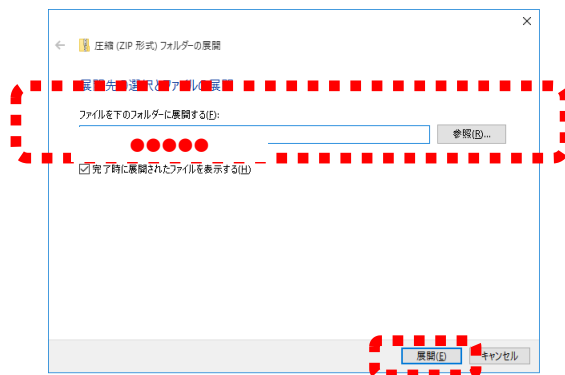 圧縮 (ZIP 形式) フォルダーの展開
展開先の選択とファイルの展開
ファイルを下のフォルダーに展開する(F):
●●●●●
参照(R)...
完了時に展開されたファイルを表示する(H)
展開(E)
キャンセル